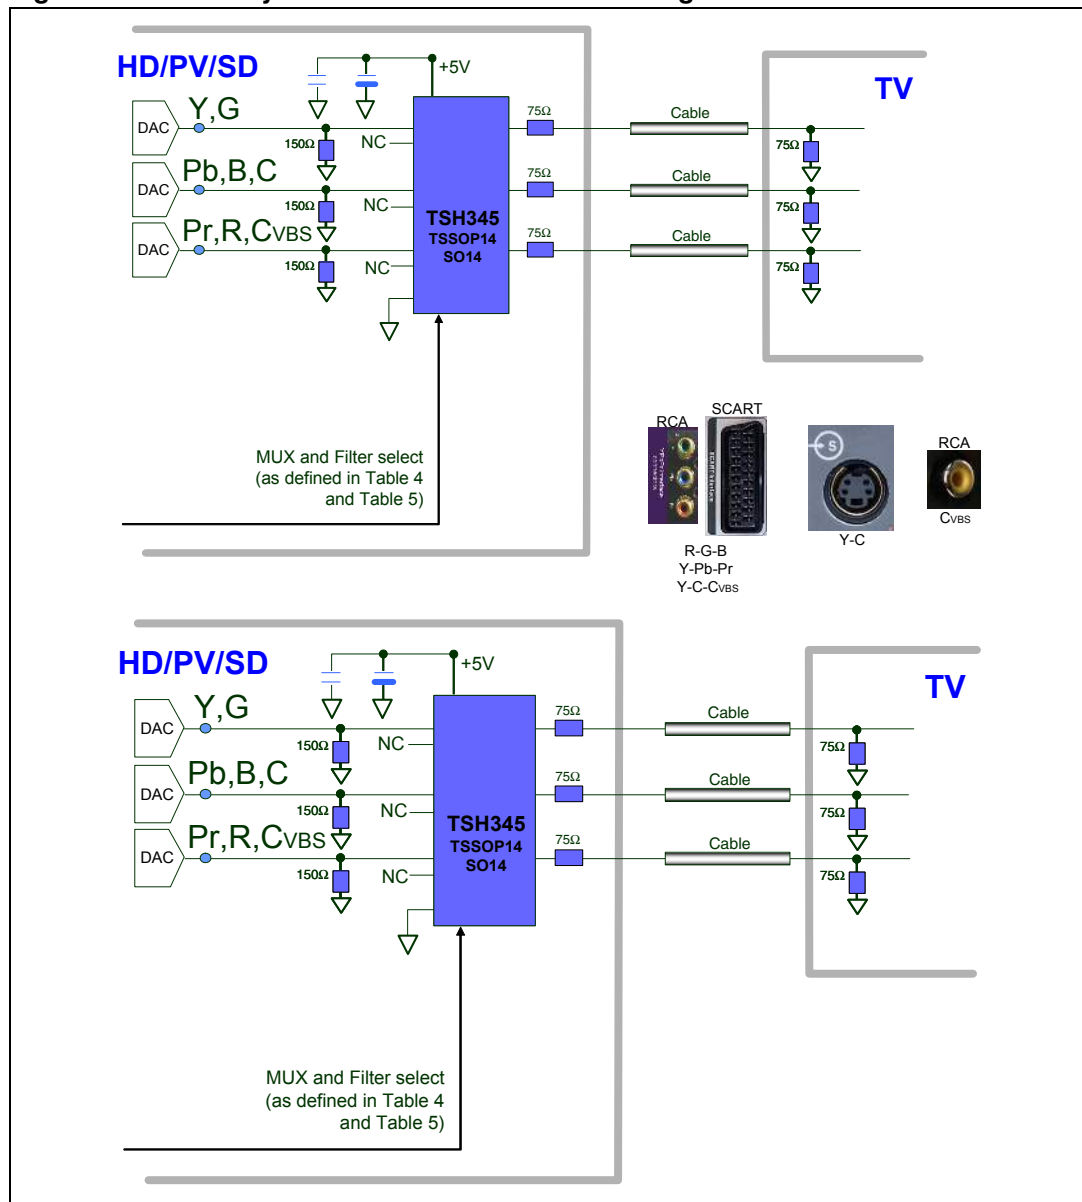 HD/PV/SD
+5V
TV
DAC
Y,G
150Ω
NC
75Ω
Cable
75Ω
DAC
Pb,B,C
150Ω
NC
75Ω
Cable
75Ω
DAC
Pr,R,CVBS
150Ω
NC
75Ω
Cable
75Ω
TSH345
TSSOP14
SO14
MUX and Filter select
(as defined in Table 4
and Table 5)
RCA
SCART
S
RCA
CVBS
Y-C
R-G-B
Y-Pb-Pr
Y-C-CVBS
HD/PV/SD
+5V
TV
DAC
Y,G
150Ω
NC
75Ω
Cable
75Ω
DAC
Pb,B,C
150Ω
NC
75Ω
Cable
75Ω
DAC
Pr,R,CVBS
150Ω
NC
75Ω
Cable
75Ω
TSH345
TSSOP14
SO14
MUX and Filter select
(as defined in Table 4
and Table 5)